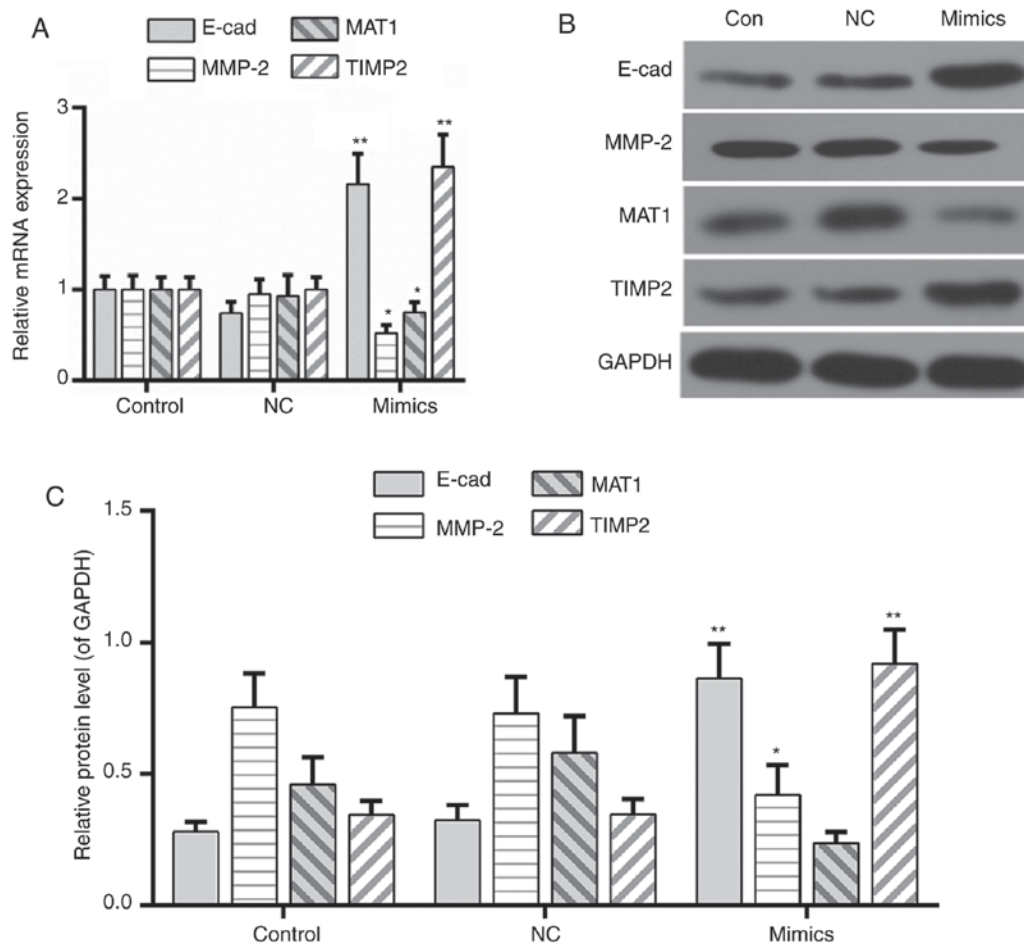 A
E-cad
MAT1
MMP-2
TIMP2
Relative mRNA expression
3
2
1
0
**
*
*
**
Control
NC
Mimics
B
Con
NC
Mimics
E-cad
MMP-2
MAT1
TIMP2
GAPDH
C
E-cad
MAT1
MMP-2
TIMP2
Relative protein level (of GAPDH)
1.5
1.0
0.5
0.0
**
*
**
Control
NC
Mimics